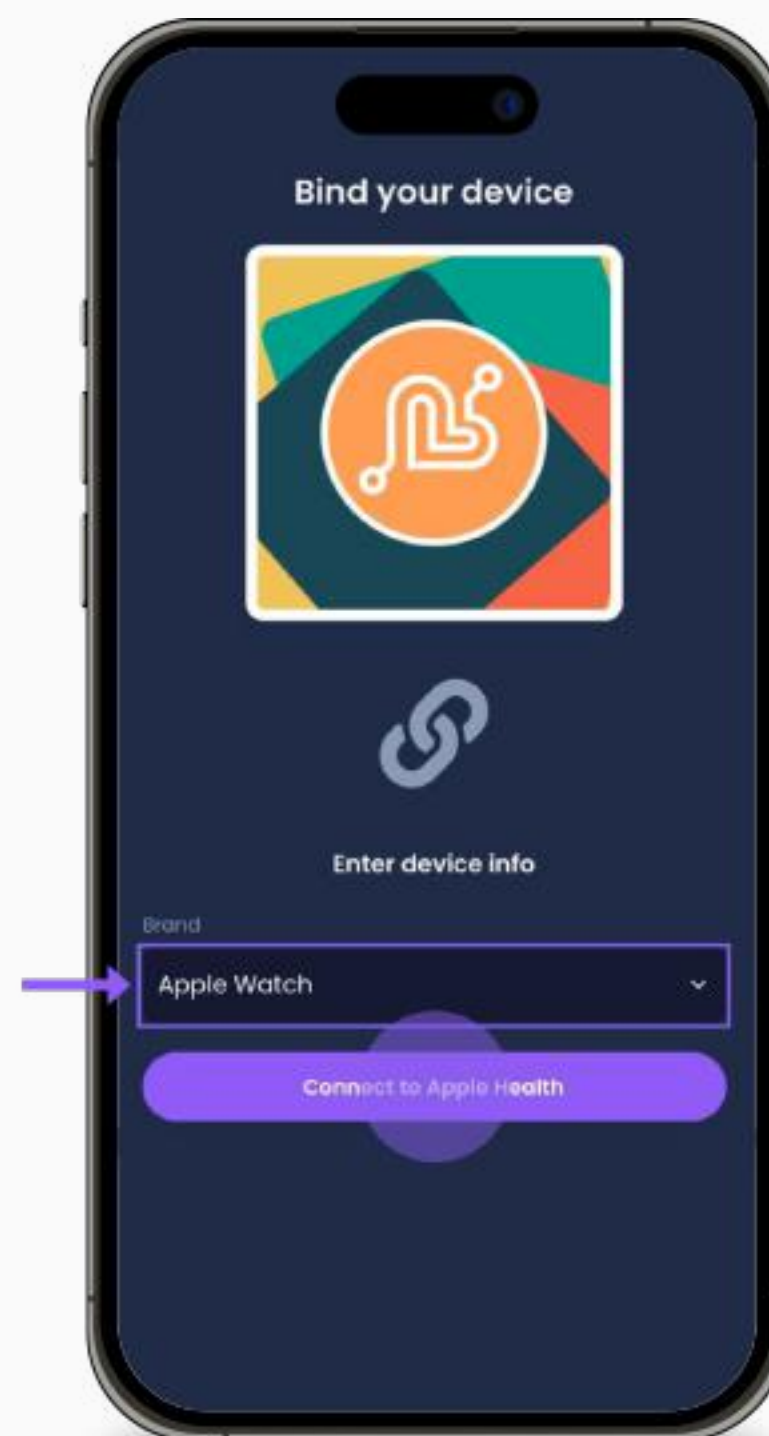 Bind your device
Enter device info
Brand
Apple Watch
Connect to Apple Health